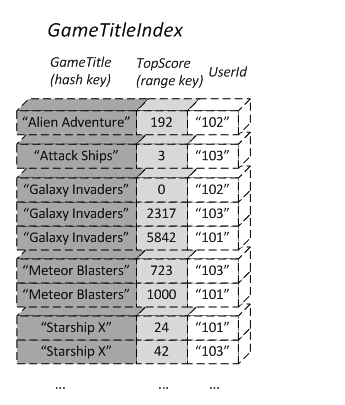 GameTitleIndex
GameTitle TopScore UserId
(hash key) (range key)
“Alien Adventure” 192 “102”
“Attack Ships” 3 “103”
“Galaxy Invaders” 0 “102”
“Galaxy Invaders” 2317 “103”
“Galaxy Invaders” 5842 “101”
“Meteor Blasters” 723 “103”
“Meteor Blasters” 1000 “101”
“Starship X” 24 “101”
“Starship X” 42 “103”
... ... ...